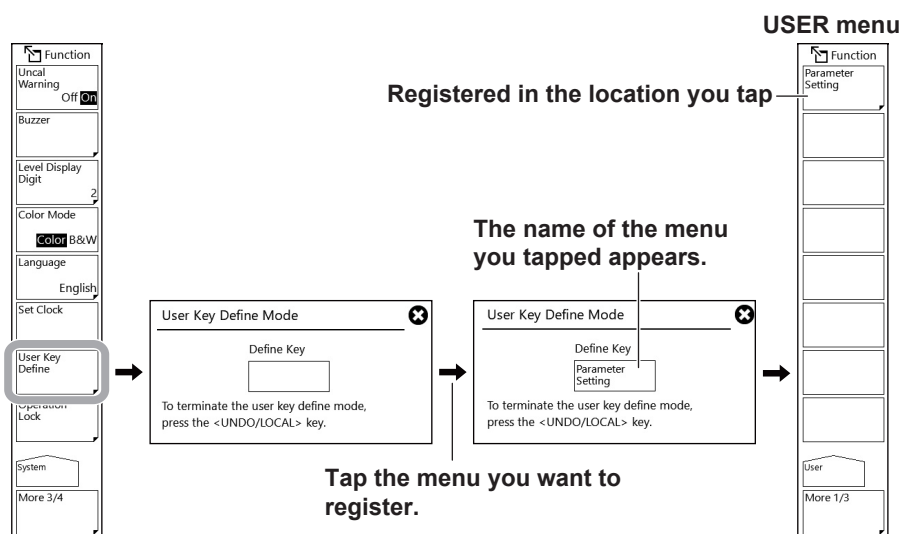 USER menu
Function
Uncal
Warning
Off On
Buzzer
Level Display
Digit
2
Color Mode
Color B&W
Language
English
Set Clock
User Key
Define
Operation
Lock
System
More 3/4
User Key Define Mode
Define Key
To terminate the user key define mode,
press the <UNDO/LOCAL> key.
Tap the menu you want to
register.
The name of the menu
you tapped appears.
User Key Define Mode
Define Key
Parameter
Setting
To terminate the user key define mode,
press the <UNDO/LOCAL> key.
Registered in the location you tap
Function
Parameter
Setting
User
More 1/3